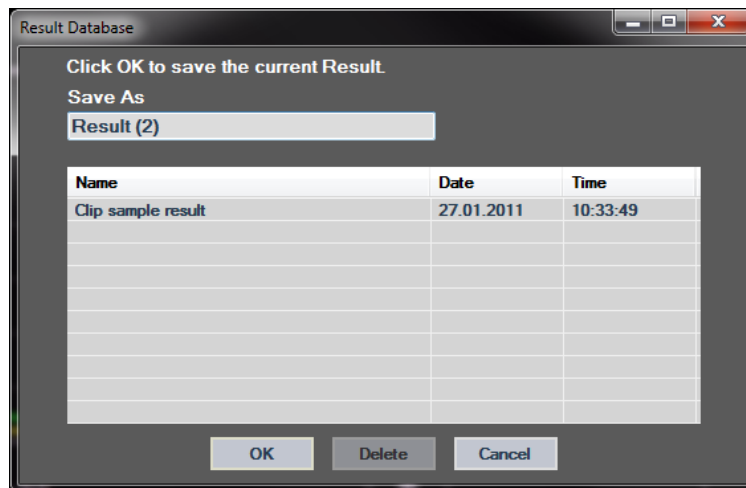 Result Database
Click OK to save the current Result.
Save As
Result (2)
Name Date Time
Clip sample result 27.01.2011 10:33:49
OK Delete Cancel